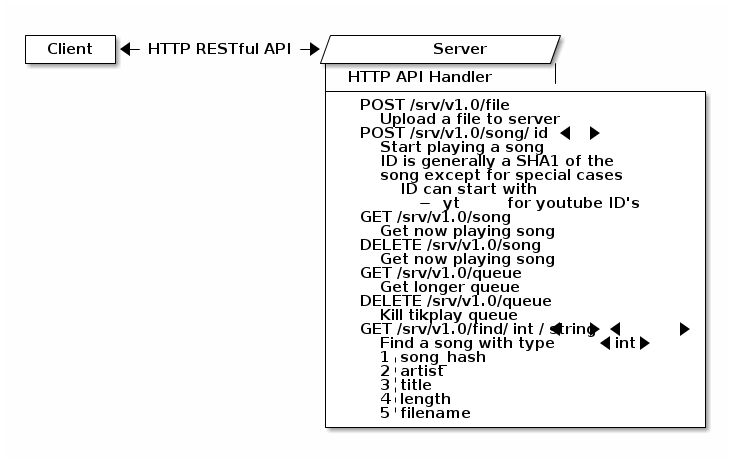 Client HTTP RESTful API Server
HTTP API Handler
POST /srv/v1.0/file
Upload a file to server
POST /srv/v1.0/song/ id
Start playing a song
ID is generally a SHA1 of the
song except for special cases
ID can start with
– yt for youtube ID's
GET /srv/v1.0/song
Get now playing song
DELETE /srv/v1.0/song
Get now playing song
GET /srv/v1.0/queue
Get longer queue
DELETE /srv/v1.0/queue
Kill tikplay queue
GET /srv/v1.0/find/ int / string
Find a song with type int
1 song_hash
2 artist
3 title
4 length
5 filename